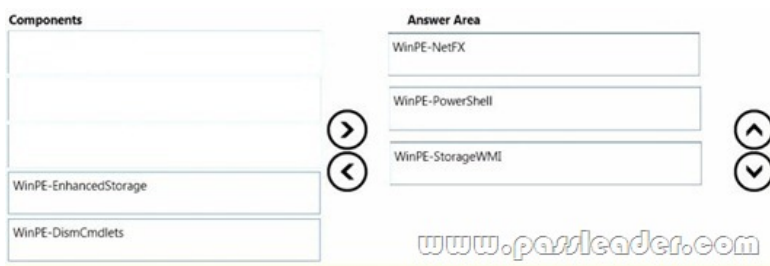 Components
Answer Area
WinPE-NetFX
WinPE-PowerShell
WinPE-StorageWMI
WinPE-EnhancedStorage
WinPE-DismCmdlets
www.passleader.com